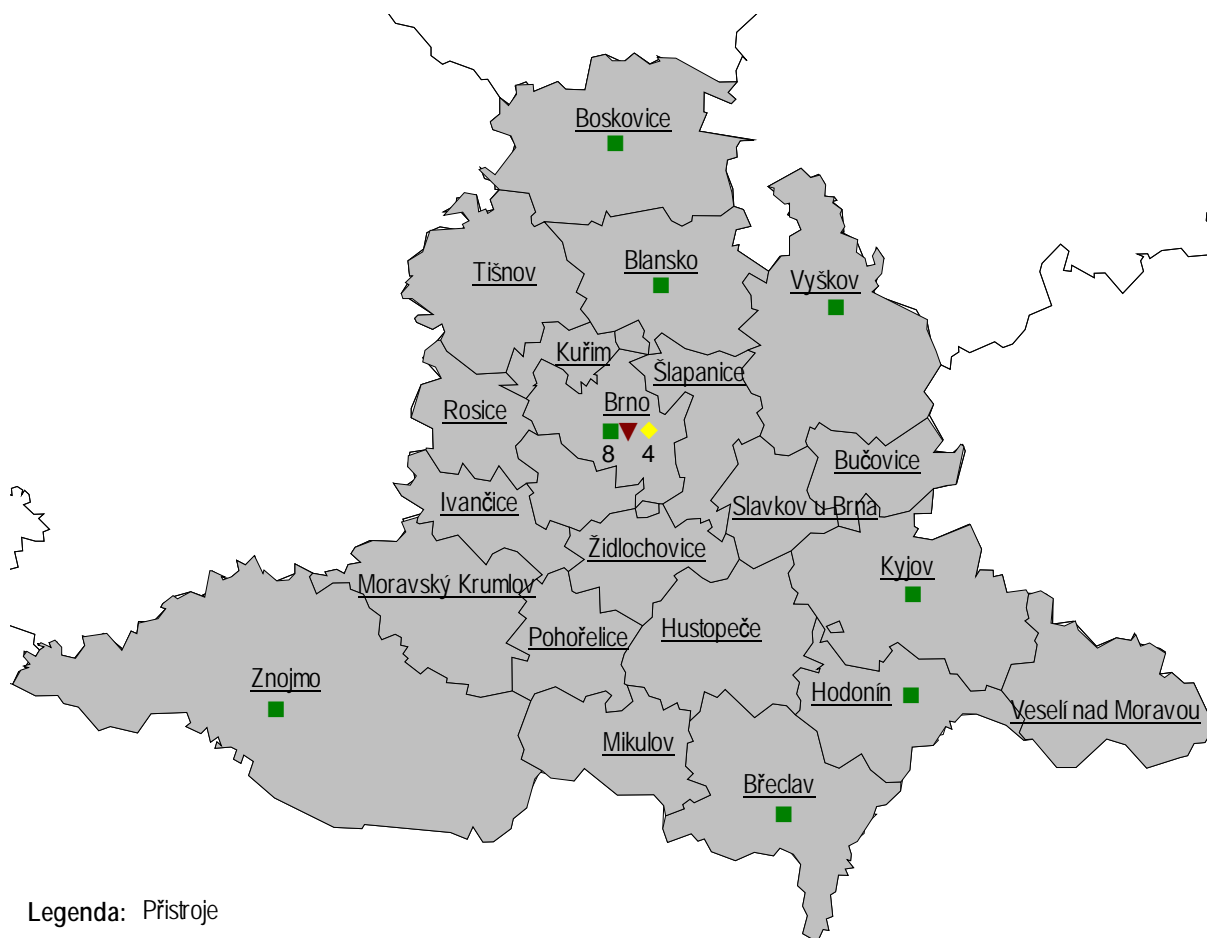 Boskovice
Blansko
Tišnov
Vyškov
Kuřim
Šlapanice
Rosice
Brno
8 4
Bučovice
Ivančice
Slavkov u Brna
Židlochovice
Kyjov
Moravský Krumlov
Pohořelice
Hustopeče
Znojmo
Hodonín
Veselí nad Moravou
Mikulov
Břeclav
Legenda: Přistroje